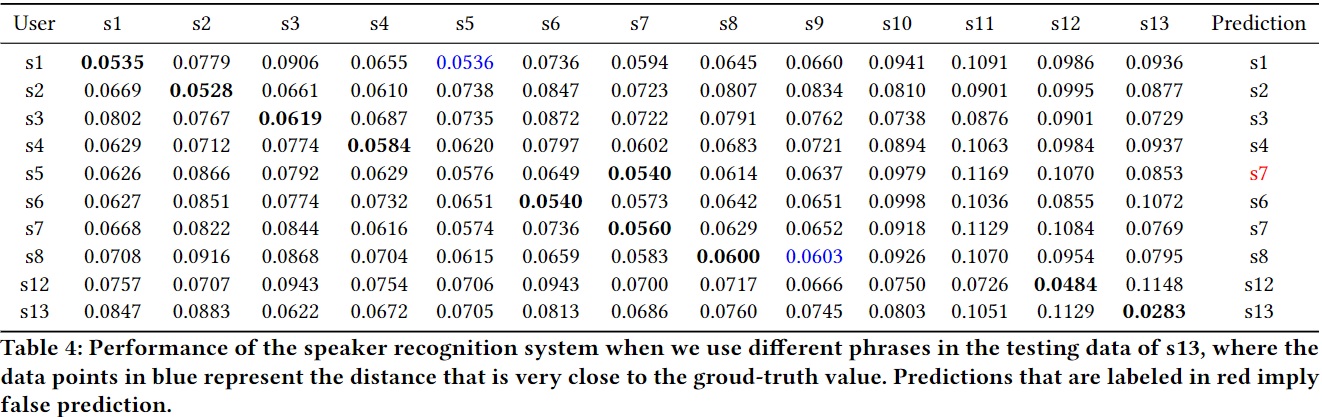 User s1 s2 s3 s4 s5 s6 s7 s8 s9 s10 s11 s12 s13 Prediction
s1 0.0535 0.0779 0.0906 0.0655 0.0536 0.0736 0.0594 0.0645 0.0660 0.0941 0.1091 0.0986 0.0936 s1
s2 0.0669 0.0528 0.0661 0.0610 0.0738 0.0847 0.0723 0.0807 0.0834 0.0810 0.0901 0.0995 0.0877 s2
s3 0.0802 0.0767 0.0619 0.0687 0.0735 0.0872 0.0722 0.0791 0.0762 0.0738 0.0876 0.0901 0.0729 s3
s4 0.0629 0.0712 0.0774 0.0584 0.0620 0.0797 0.0602 0.0683 0.0721 0.0894 0.1063 0.0984 0.0937 s4
s5 0.0626 0.0866 0.0792 0.0629 0.0576 0.0649 0.0540 0.0614 0.0637 0.0979 0.1169 0.1070 0.0853 s7
s6 0.0627 0.0851 0.0774 0.0732 0.0651 0.0540 0.0573 0.0642 0.0651 0.0998 0.1036 0.0855 0.1072 s6
s7 0.0668 0.0822 0.0844 0.0616 0.0574 0.0736 0.0560 0.0629 0.0652 0.0918 0.1129 0.1084 0.0769 s7
s8 0.0708 0.0916 0.0868 0.0704 0.0615 0.0659 0.0583 0.0600 0.0603 0.0926 0.1070 0.0954 0.0795 s8
s12 0.0757 0.0707 0.0943 0.0754 0.0706 0.0943 0.0700 0.0717 0.0666 0.0750 0.0726 0.0484 0.1148 s12
s13 0.0847 0.0883 0.0622 0.0672 0.0705 0.0813 0.0686 0.0760 0.0745 0.0803 0.1051 0.1129 0.0283 s13
Table 4: Performance of the speaker recognition system when we use different phrases in the testing data of s13, where the
data points in blue represent the distance that is very close to the groud-truth value. Predictions that are labeled in red imply
false prediction.